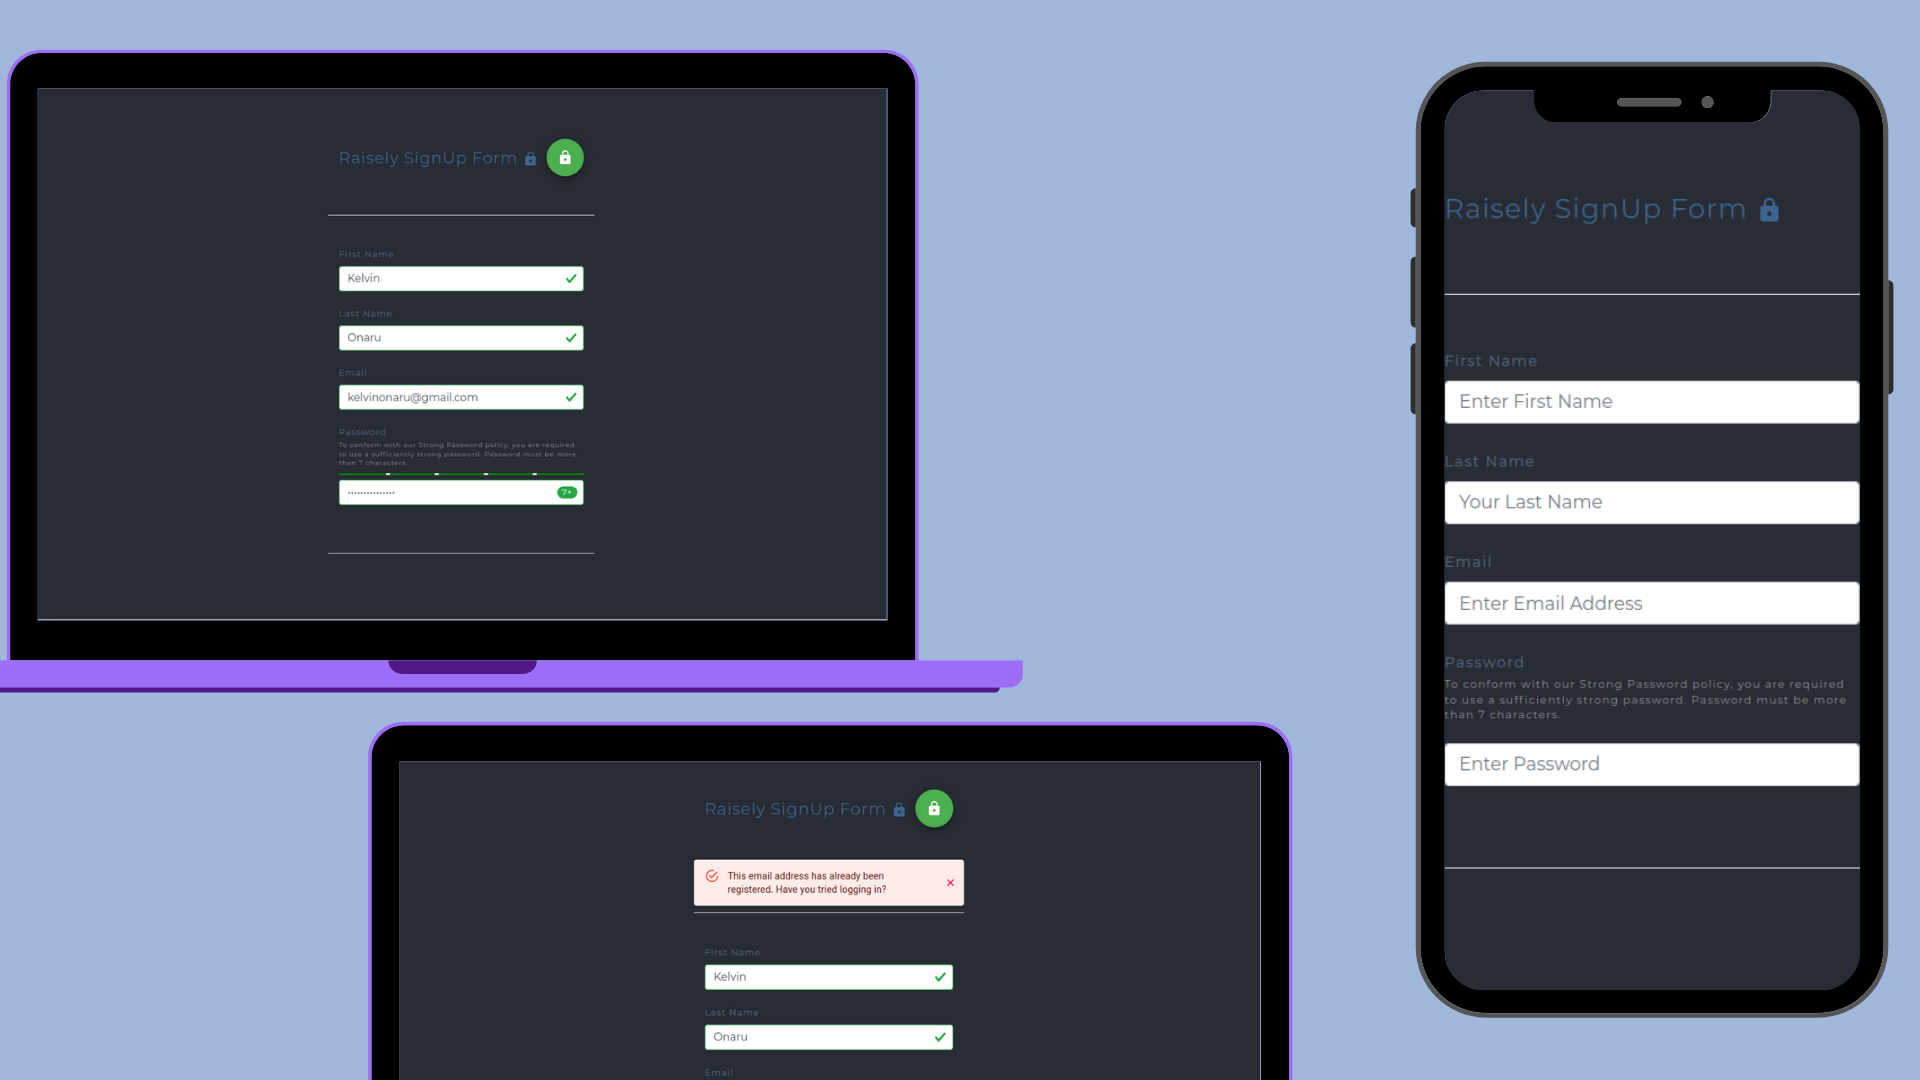 Raisely SignUp Form
First Name
Kelvin
Last Name
Onaru
Email
kelvinonaru@gmail.com
Password
To conform with our Strong Password policy, you are required
to use a sufficiently strong password. Password must be more
than 7 characters.
•••••••••••••••
7+
Raisely SignUp Form
This email address has already been
registered. Have you tried logging in?
First Name
Kelvin
Last Name
Onaru
Email
Raisely SignUp Form
First Name
Enter First Name
Last Name
Your Last Name
Email
Enter Email Address
Password
To conform with our Strong Password policy, you are required
to use a sufficiently strong password. Password must be more
than 7 characters.
Enter Password